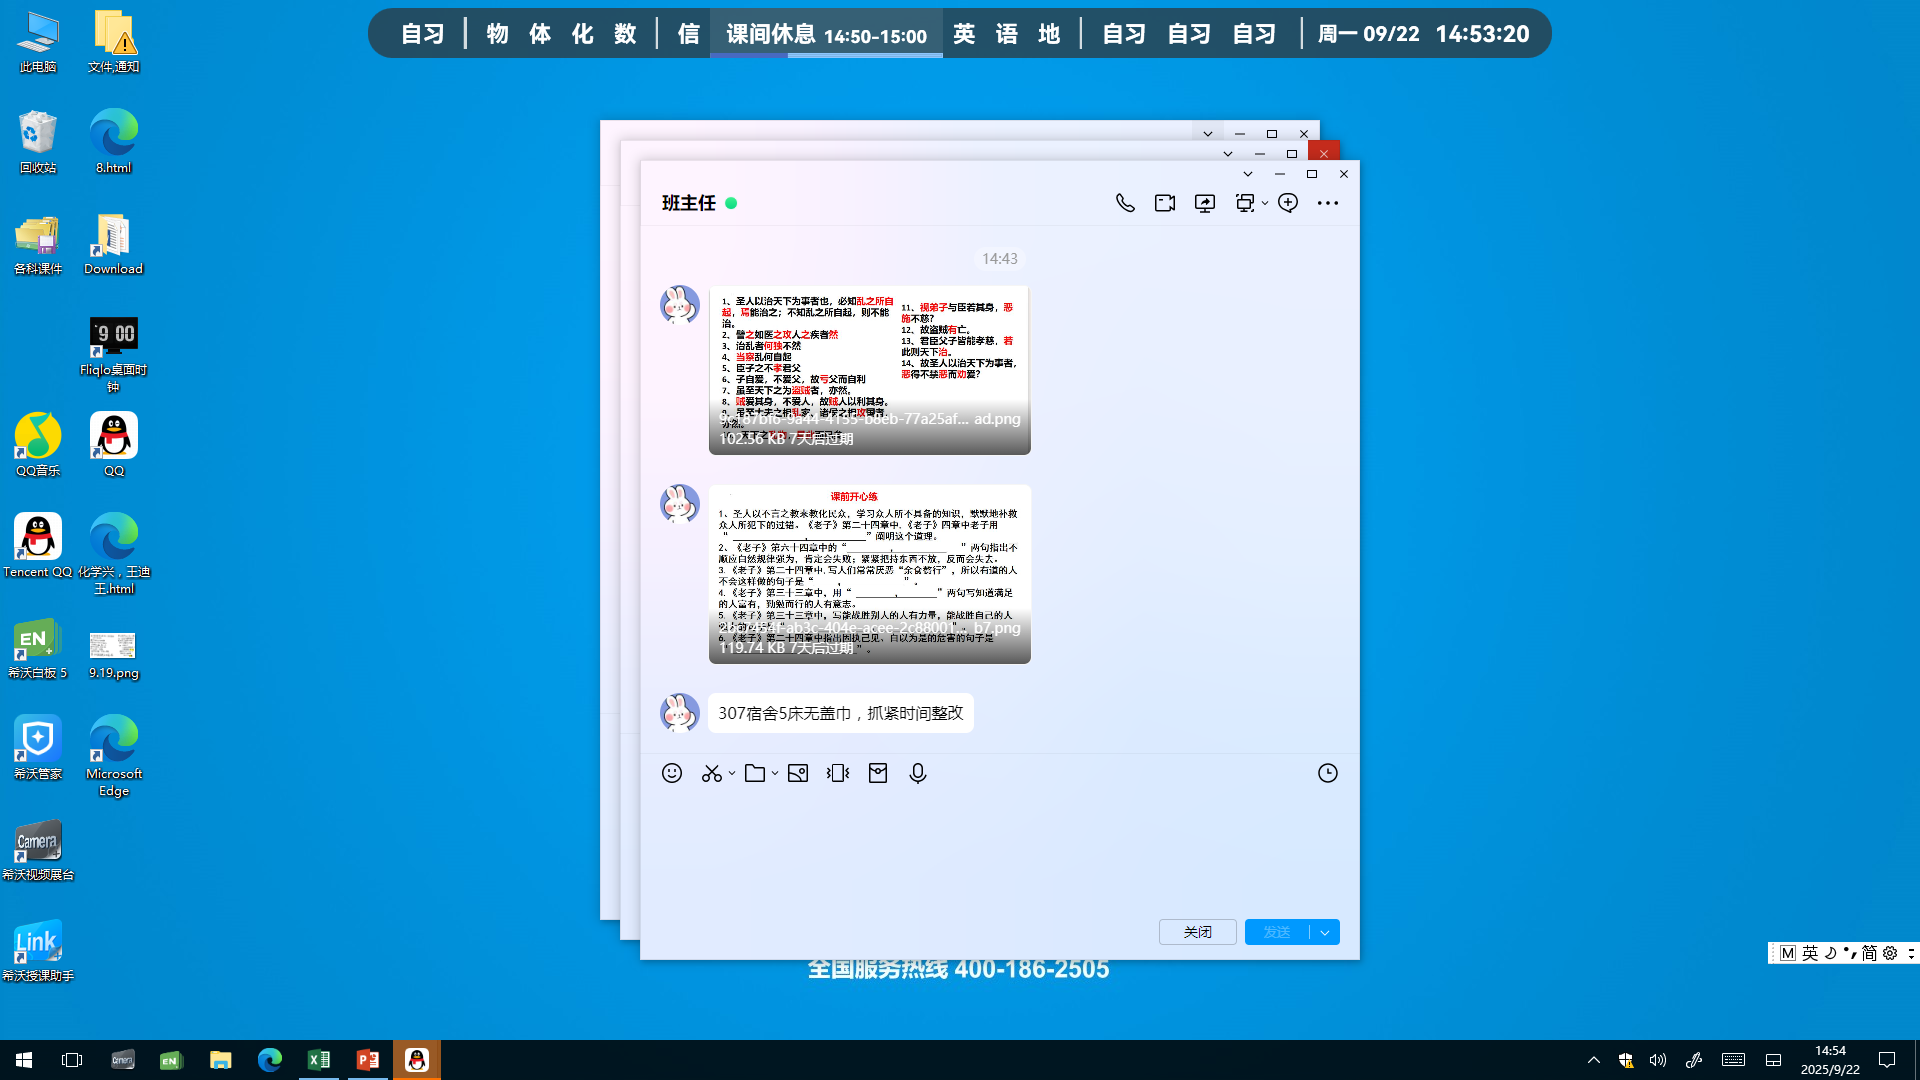 自习 | 物 体 化 数 | 信 课间休息 14:50-15:00 英 语 地 | 自习 自习 自习 | 周一 09/22 14:53:20
此电脑
文件,通知
回收站
8.html
各科课件
Download
9 00
Fliqlo桌面时
钟
QQ音乐
QQ
Tencent QQ
化学兴，王迪
王.html
EN
希沃白板 5
9.19.png
希沃管家
Microsoft
Edge
Camera
希沃视频展台
Link
希沃授课助手
班主任
14:43
1、圣人以治天下为事者也，必知乱之所自
起，焉能治之；不知乱之所自起，则不能
治。
2、譬之如医之攻人之疾者然
3、治乱者何独不然
4、当察乱何自起
5、臣子之不孝君父
6、子自爱，不爱父，故亏父而自利
7、虽至天下之为盗贼者，亦然。
8、贼爱其身，不爱人，故贼人以利其身。
9、虽至大夫之相乱家，诸侯之相攻国者，
亦然。
11、视弟子与臣若其身，恶
施不慈？
12、故盗贼有亡。
13、君臣父子皆能孝慈，若
此则天下治。
14、故圣人以治天下为事者，
恶得不禁恶而劝爱？
ad.png
102.56 KB 7天后过期
课前开心练
1、圣人以不言之教来教化民众，学习众人所不具备的知识，默默地补救
众人所犯下的过错。《老子》第二十四章中，《老子》四章中老子用
“ ____________，__________”阐明这个道理。
2、《老子》第六十四章中的“________，__________”两句指出不
顺应自然规律强为，肯定会失败；紧紧把持东西不放，反而会失去。
3.《老子》第二十四章中，写人们常常厌恶“余食赘行”，所以有道的人
不会这样做的句子是“ ， ”。
4.《老子》第三十三章中，用“ ________，________”两句写知道满足
的人富有，勤勉而行的人有意志。
5.《老子》第三十三章中，写能战胜别人的人有力量，能战胜自己的人
6.《老子》第二十四章中指出固执己见、自以为是的危害的句子是
b7.png
119.74 KB 7天后过期
307宿舍5床无盖巾，抓紧时间整改
关闭
发送
全国服务热线 400-186-2505
M 英 简
Camera
EN
14:54
2025/9/22